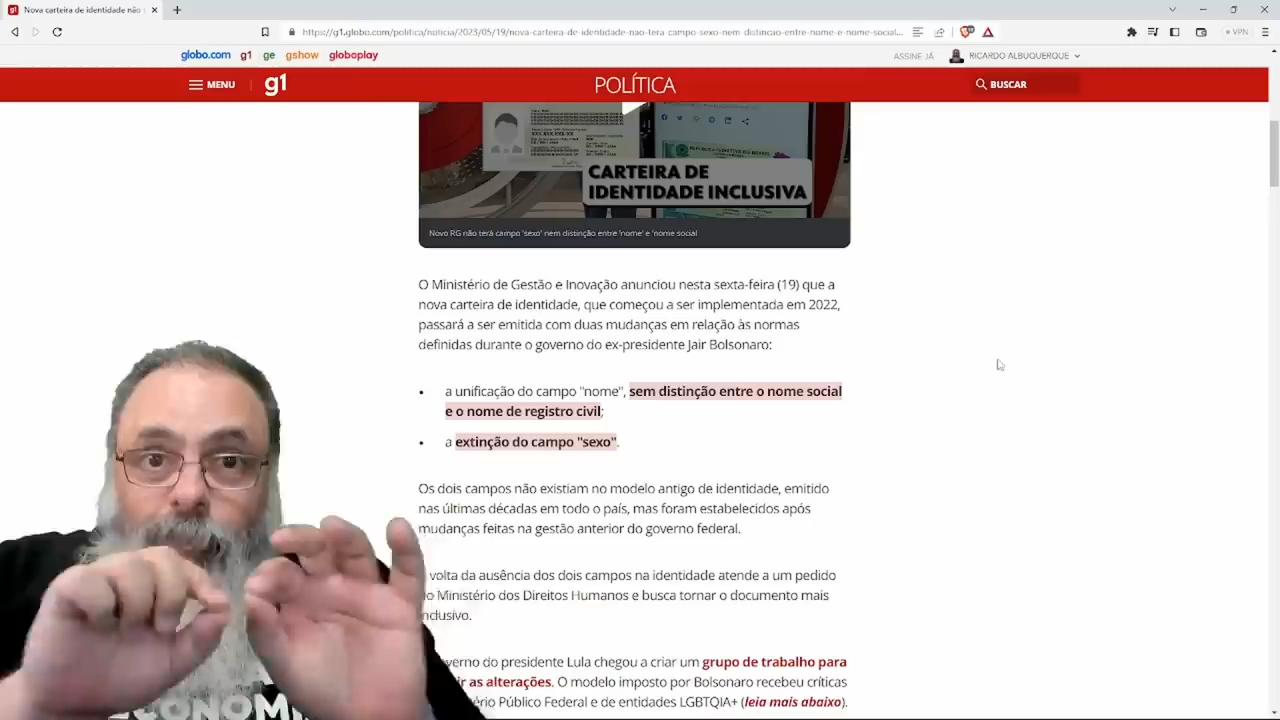 Nova carteira de identidade não
https://g1.globo.com/politica/noticia/2023/05/19/nova-carteira-de-identidade-nao-tera-campo-sexo-nem-distincao-entre-nome-e-nome-social...
VPN
globo.com g1 ge gshow globoplay
ASSINE JÁ RICARDO ALBUQUERQUE
MENU g1 POLÍTICA BUSCAR
CARTEIRA DE
IDENTIDADE INCLUSIVA
Novo RG não terá campo 'sexo' nem distinção entre 'nome' e 'nome social
O Ministério de Gestão e Inovação anunciou nesta sexta-feira (19) que a
nova carteira de identidade, que começou a ser implementada em 2022,
passará a ser emitida com duas mudanças em relação às normas
definidas durante o governo do ex-presidente Jair Bolsonaro:
• a unificação do campo "nome", sem distinção entre o nome social
e o nome de registro civil;
• a extinção do campo "sexo".
Os dois campos não existiam no modelo antigo de identidade, emitido
nas últimas décadas em todo o país, mas foram estabelecidos após
mudanças feitas na gestão anterior do governo federal.
volta da ausência dos dois campos na identidade atende a um pedido
o Ministério dos Direitos Humanos e busca tornar o documento mais
nclusivo.
verno do presidente Lula chegou a criar um grupo de trabalho para
ir as alterações. O modelo imposto por Bolsonaro recebeu críticas
ério Público Federal e de entidades LGBTQIA+ (leia mais abaixo).